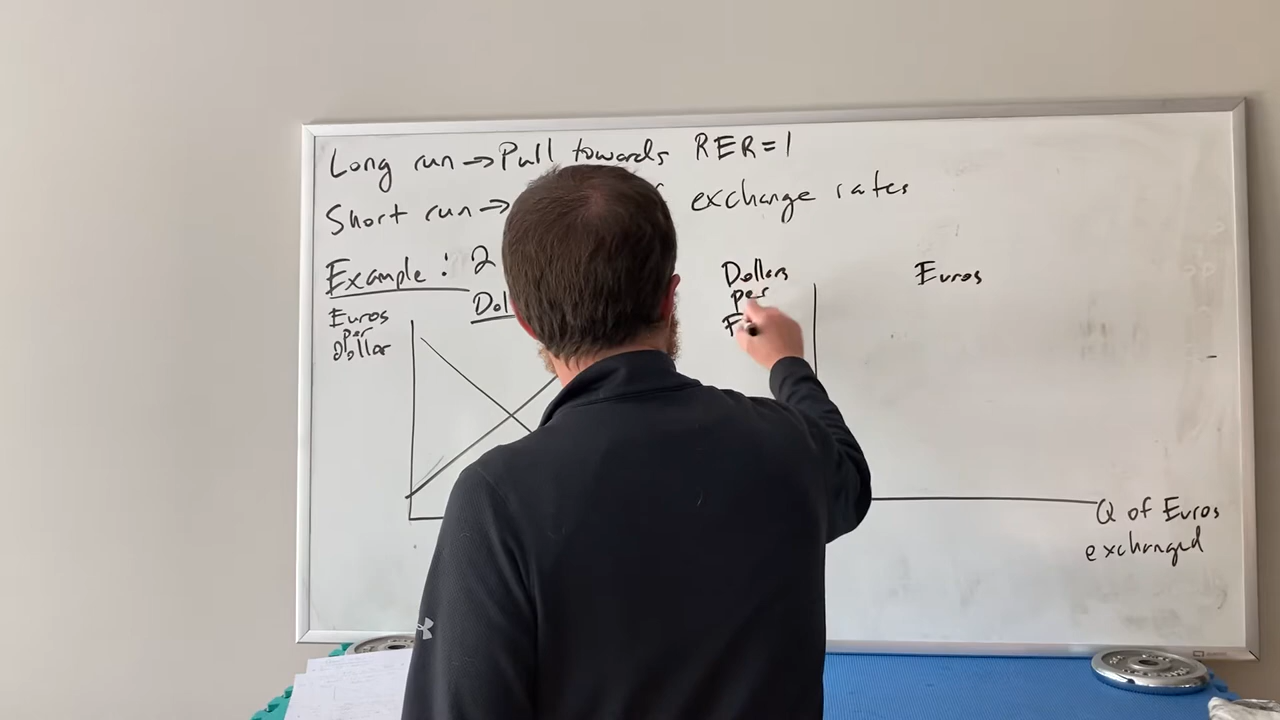 Long run → Pull towards RER = 1
Short run → exchange rates
Example : 2
Euros
per
Dollar
Dollars
per
Euros
Q of Euros
exchanged